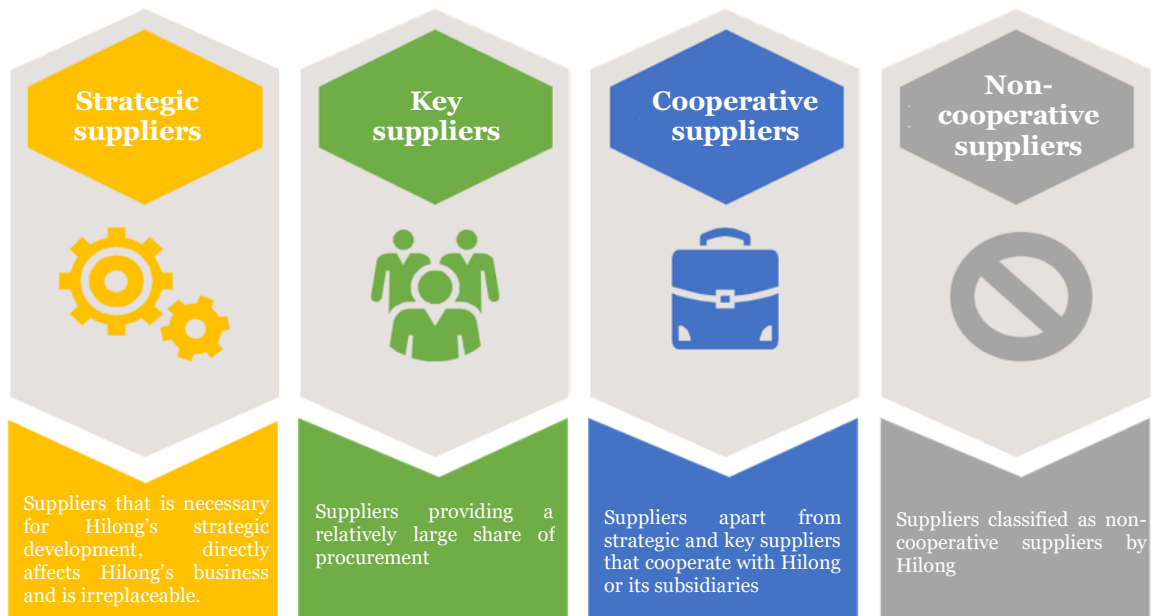 Strategic
suppliers
Key
suppliers
Cooperative
suppliers
Non-
cooperative
suppliers
Suppliers that is necessary
for Hilong’s strategic
development, directly
affects Hilong’s business
and is irreplaceable.
Suppliers providing a
relatively large share of
procurement
Suppliers apart from
strategic and key suppliers
that cooperate with Hilong
or its subsidiaries
Suppliers classified as non-
cooperative suppliers by
Hilong